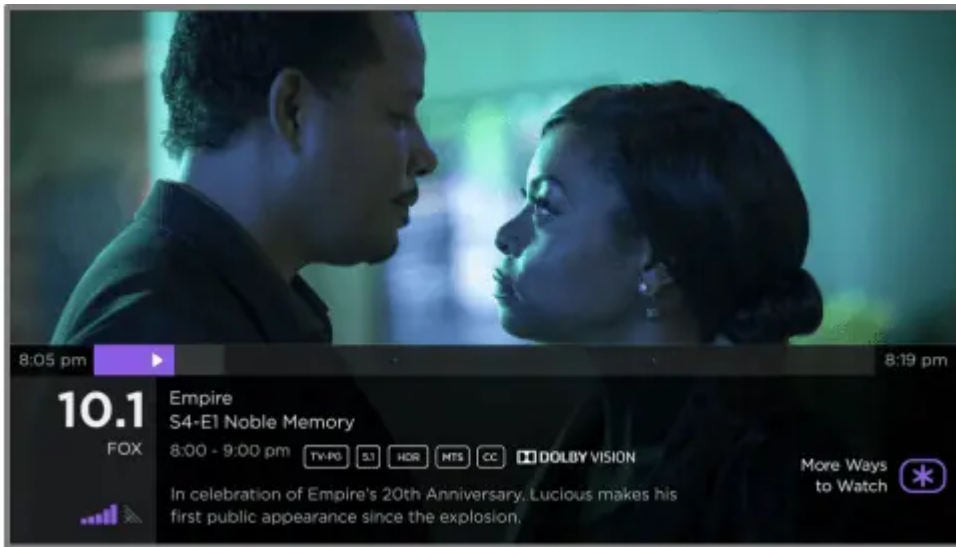 8:05 pm
8:19 pm
10.1
FOX
Empire
S4-E1 Noble Memory
8:00 - 9:00 pm TV-PG 5.1 HDR MTS CC DOLBY VISION
In celebration of Empire's 20th Anniversary, Lucious makes his
first public appearance since the explosion.
More Ways
to Watch